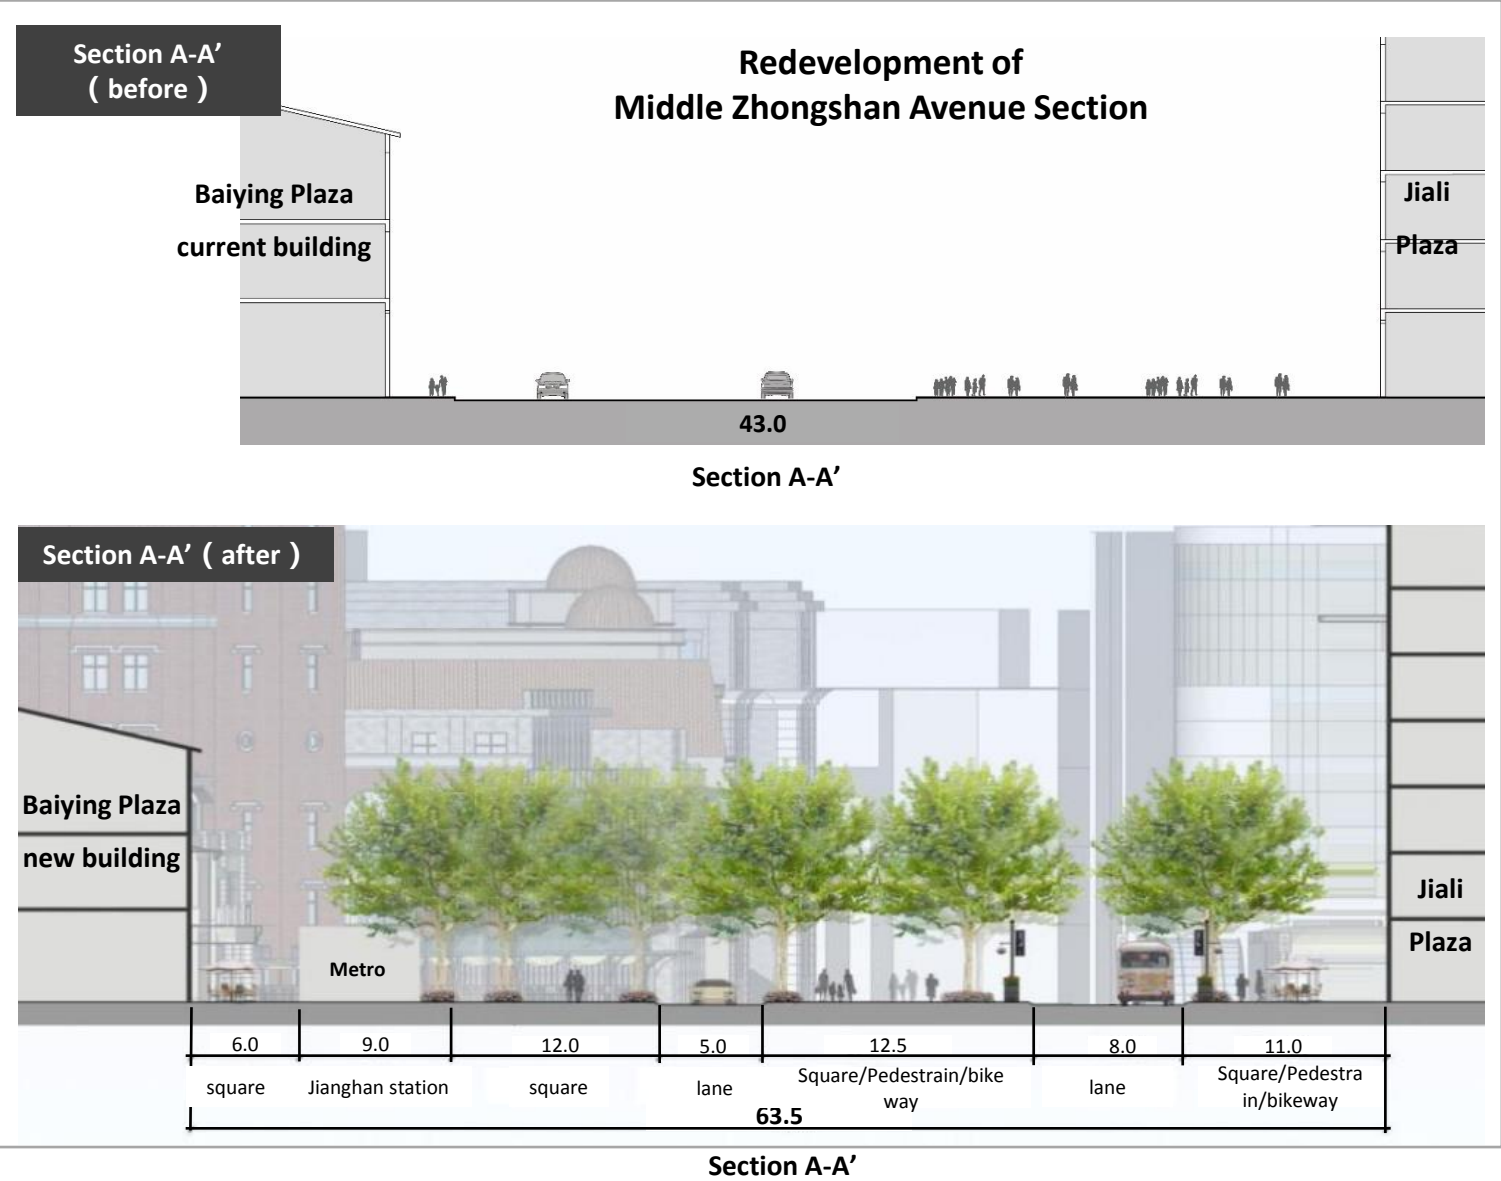 Section A-A’
( before )
Redevelopment of
Middle Zhongshan Avenue Section
Baiying Plaza
current building
Jiali
Plaza
43.0
Section A-A’
Section A-A’ ( after )
Baiying Plaza
new building
Metro
Jiali
Plaza
6.0 9.0 12.0 5.0 12.5 8.0 11.0
square Jianghan station square lane Square/Pedestrain/bike
way lane Square/Pedestra
in/bikeway
63.5
Section A-A’